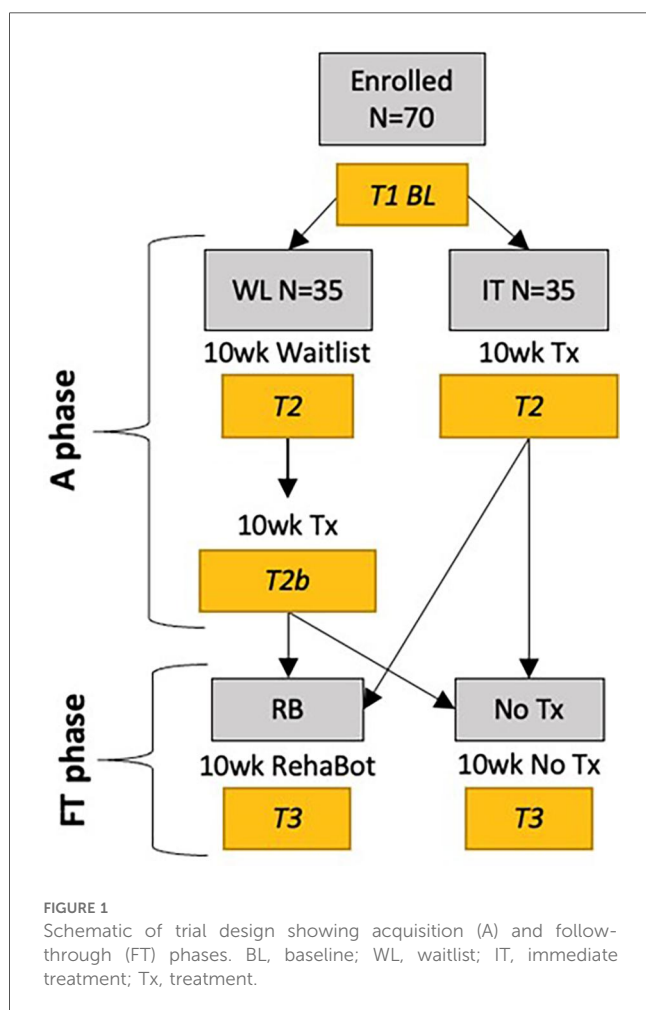 Enrolled
N=70
T1 BL
WL N=35
IT N=35
10wk Waitlist
10wk Tx
T2
T2
A phase
10wk Tx
T2b
RB
No Tx
FT phase
10wk RehaBot
10wk No Tx
T3
T3
FIGURE 1
Schematic of trial design showing acquisition (A) and follow-
through (FT) phases. BL, baseline; WL, waitlist; IT, immediate
treatment; Tx, treatment.